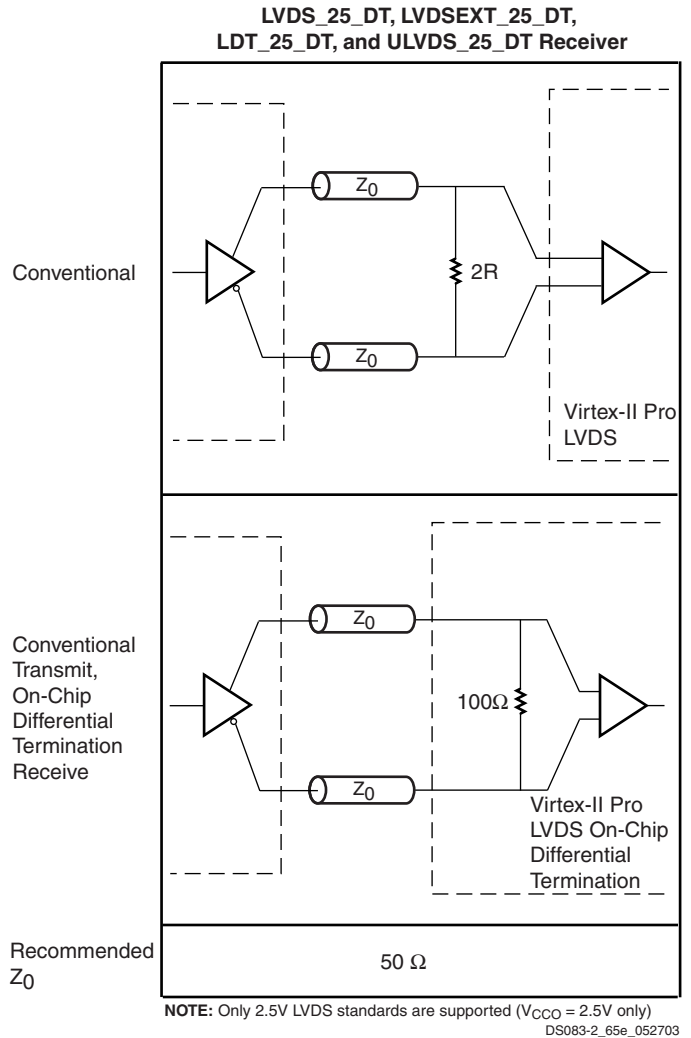 LVDS_25_DT, LVDSEXT_25_DT,
LDT_25_DT, and ULVDS_25_DT Receiver
Conventional
Z0
2R
Z0
Virtex-II Pro
LVDS
Conventional
Transmit,
On-Chip
Differential
Termination
Receive
Z0
100Ω
Z0
Virtex-II Pro
LVDS On-Chip
Differential
Termination
Recommended
Z0
50 Ω
NOTE: Only 2.5V LVDS standards are supported (VCCO = 2.5V only)
DS083-2_65e_052703